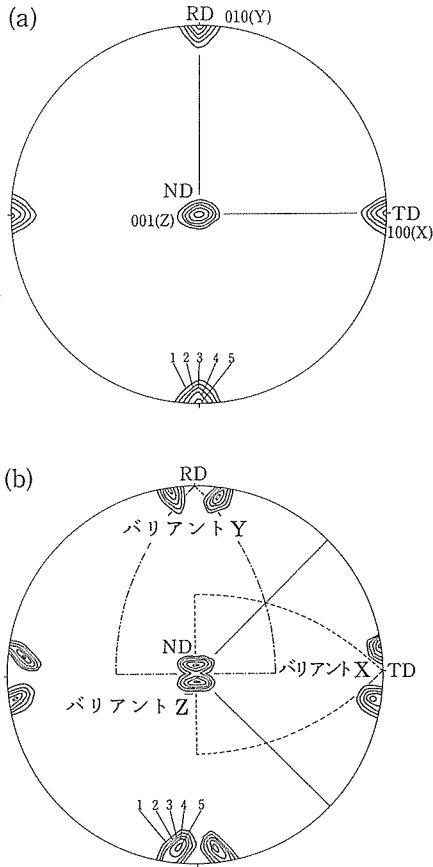 (a)
RD 010(Y)
ND
001(Z)
TD
100(X)
1 2 3 4 5
(b)
RD
バリアントY
ND
バリアントX TD
バリアントZ
1 2 3 4 5